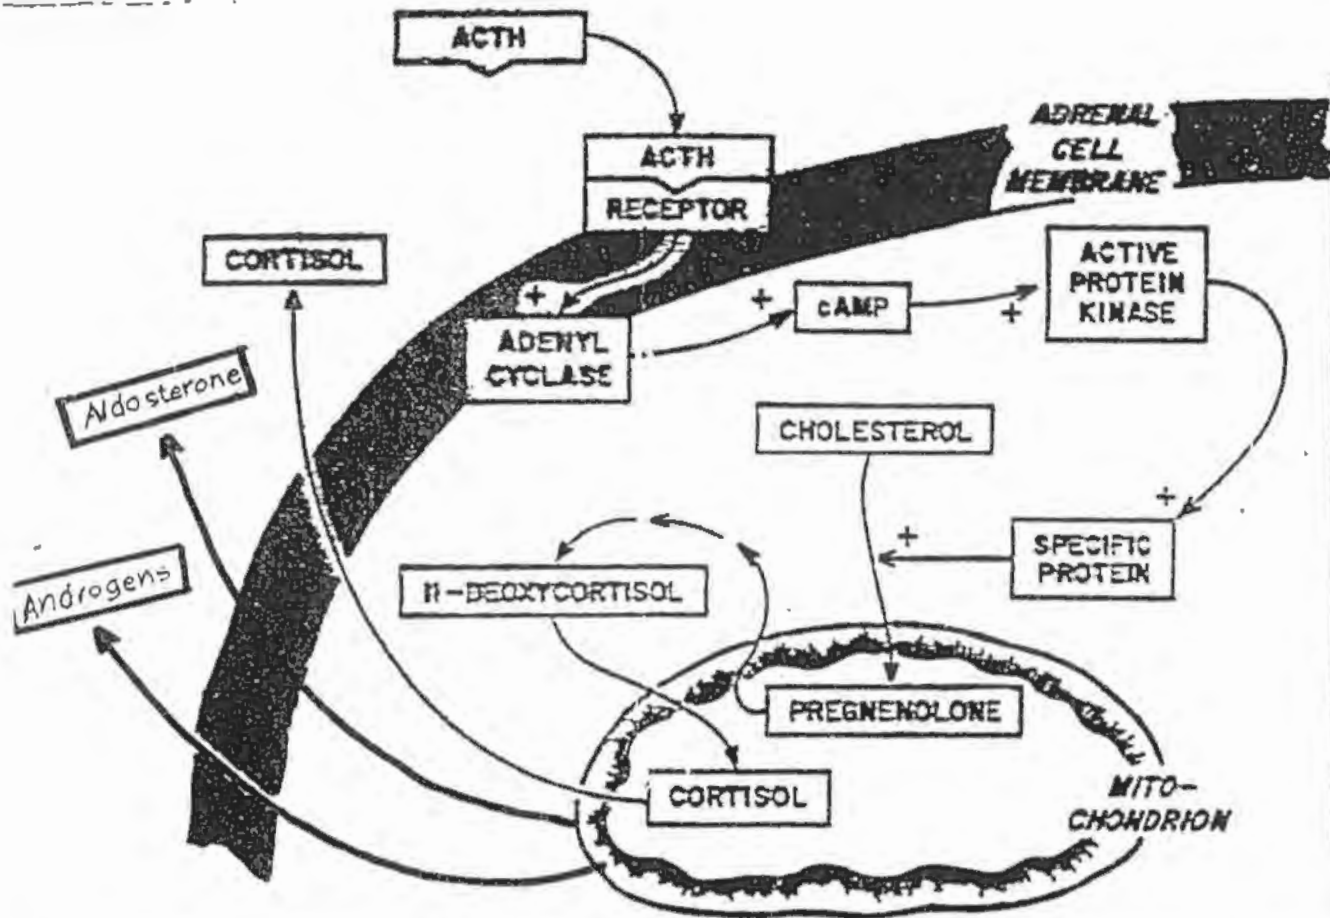 ACTH
ACTH
RECEPTOR
ADRENAL
CELL
MEMBRANE
CORTISOL
+
ADENYL
CYCLASE
+
cAMP
+
ACTIVE
PROTEIN
KINASE
Aldosterone
CHOLESTEROL
+
+
SPECIFIC
PROTEIN
Androgens
11-DEOXYCORTISOL
PREGNENOLONE
CORTISOL
MITO-
CHONDRION